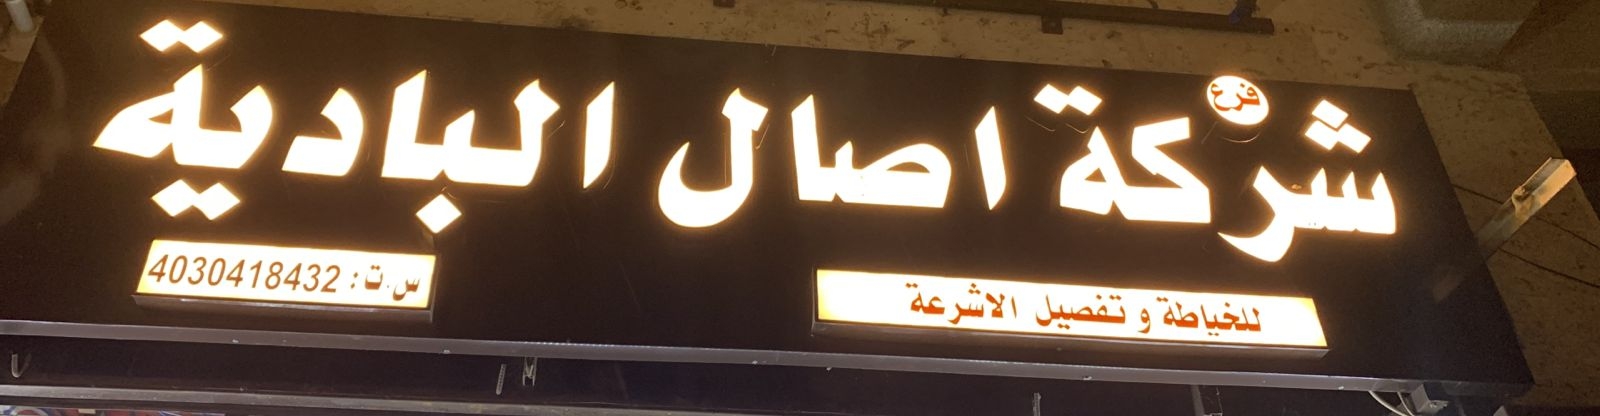 فرع
شركة اصال البادية
للخياطة و تفصيل الاشرعة
س.ت: 4030418432